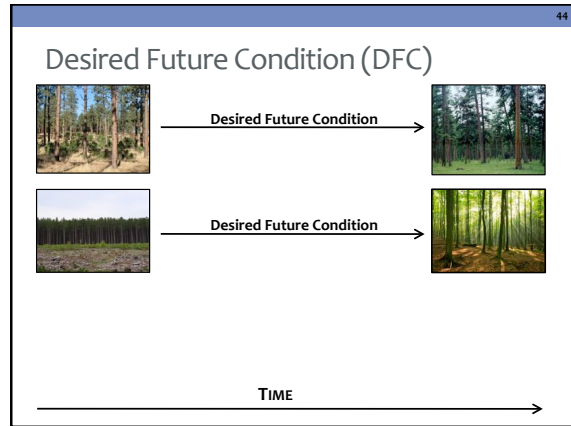 44
Desired Future Condition (DFC)
Desired Future Condition
Desired Future Condition
TIME